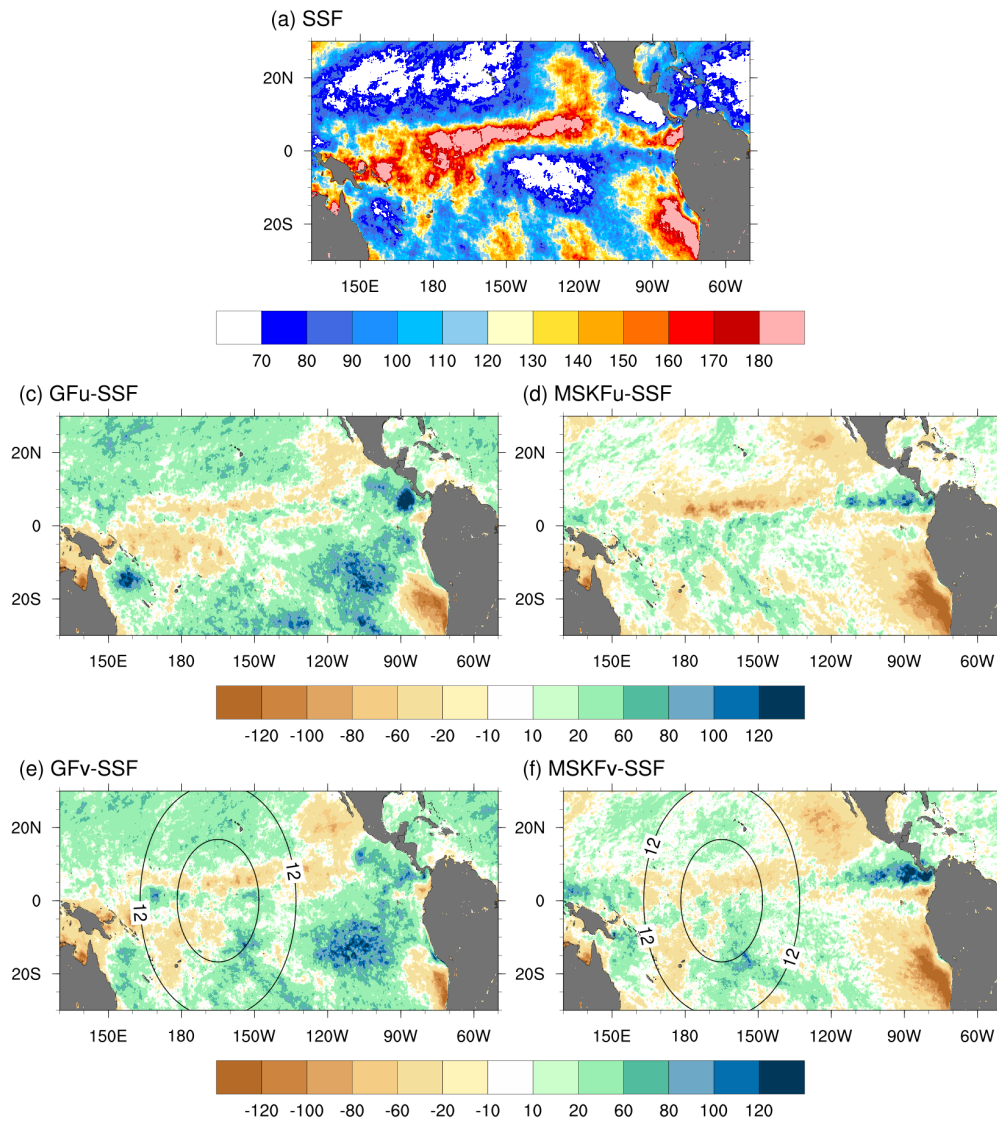 (a) SSF
20N
0
20S
150E 180 150W 120W 90W 60W
70 80 90 100 110 120 130 140 150 160 170 180
(c) GFu-SSF (d) MSKFu-SSF
20N 20N
0 0
20S 20S
150E 180 150W 120W 90W 60W 150E 180 150W 120W 90W 60W
-120 -100 -80 -60 -20 -10 10 20 60 80 100 120
(e) GFv-SSF (f) MSKFv-SSF
20N 12 20N 12 
0 0
12 12 12
20S 20S
150E 180 150W 120W 90W 60W 150E 180 150W 120W 90W 60W
-120 -100 -80 -60 -20 -10 10 20 60 80 100 120